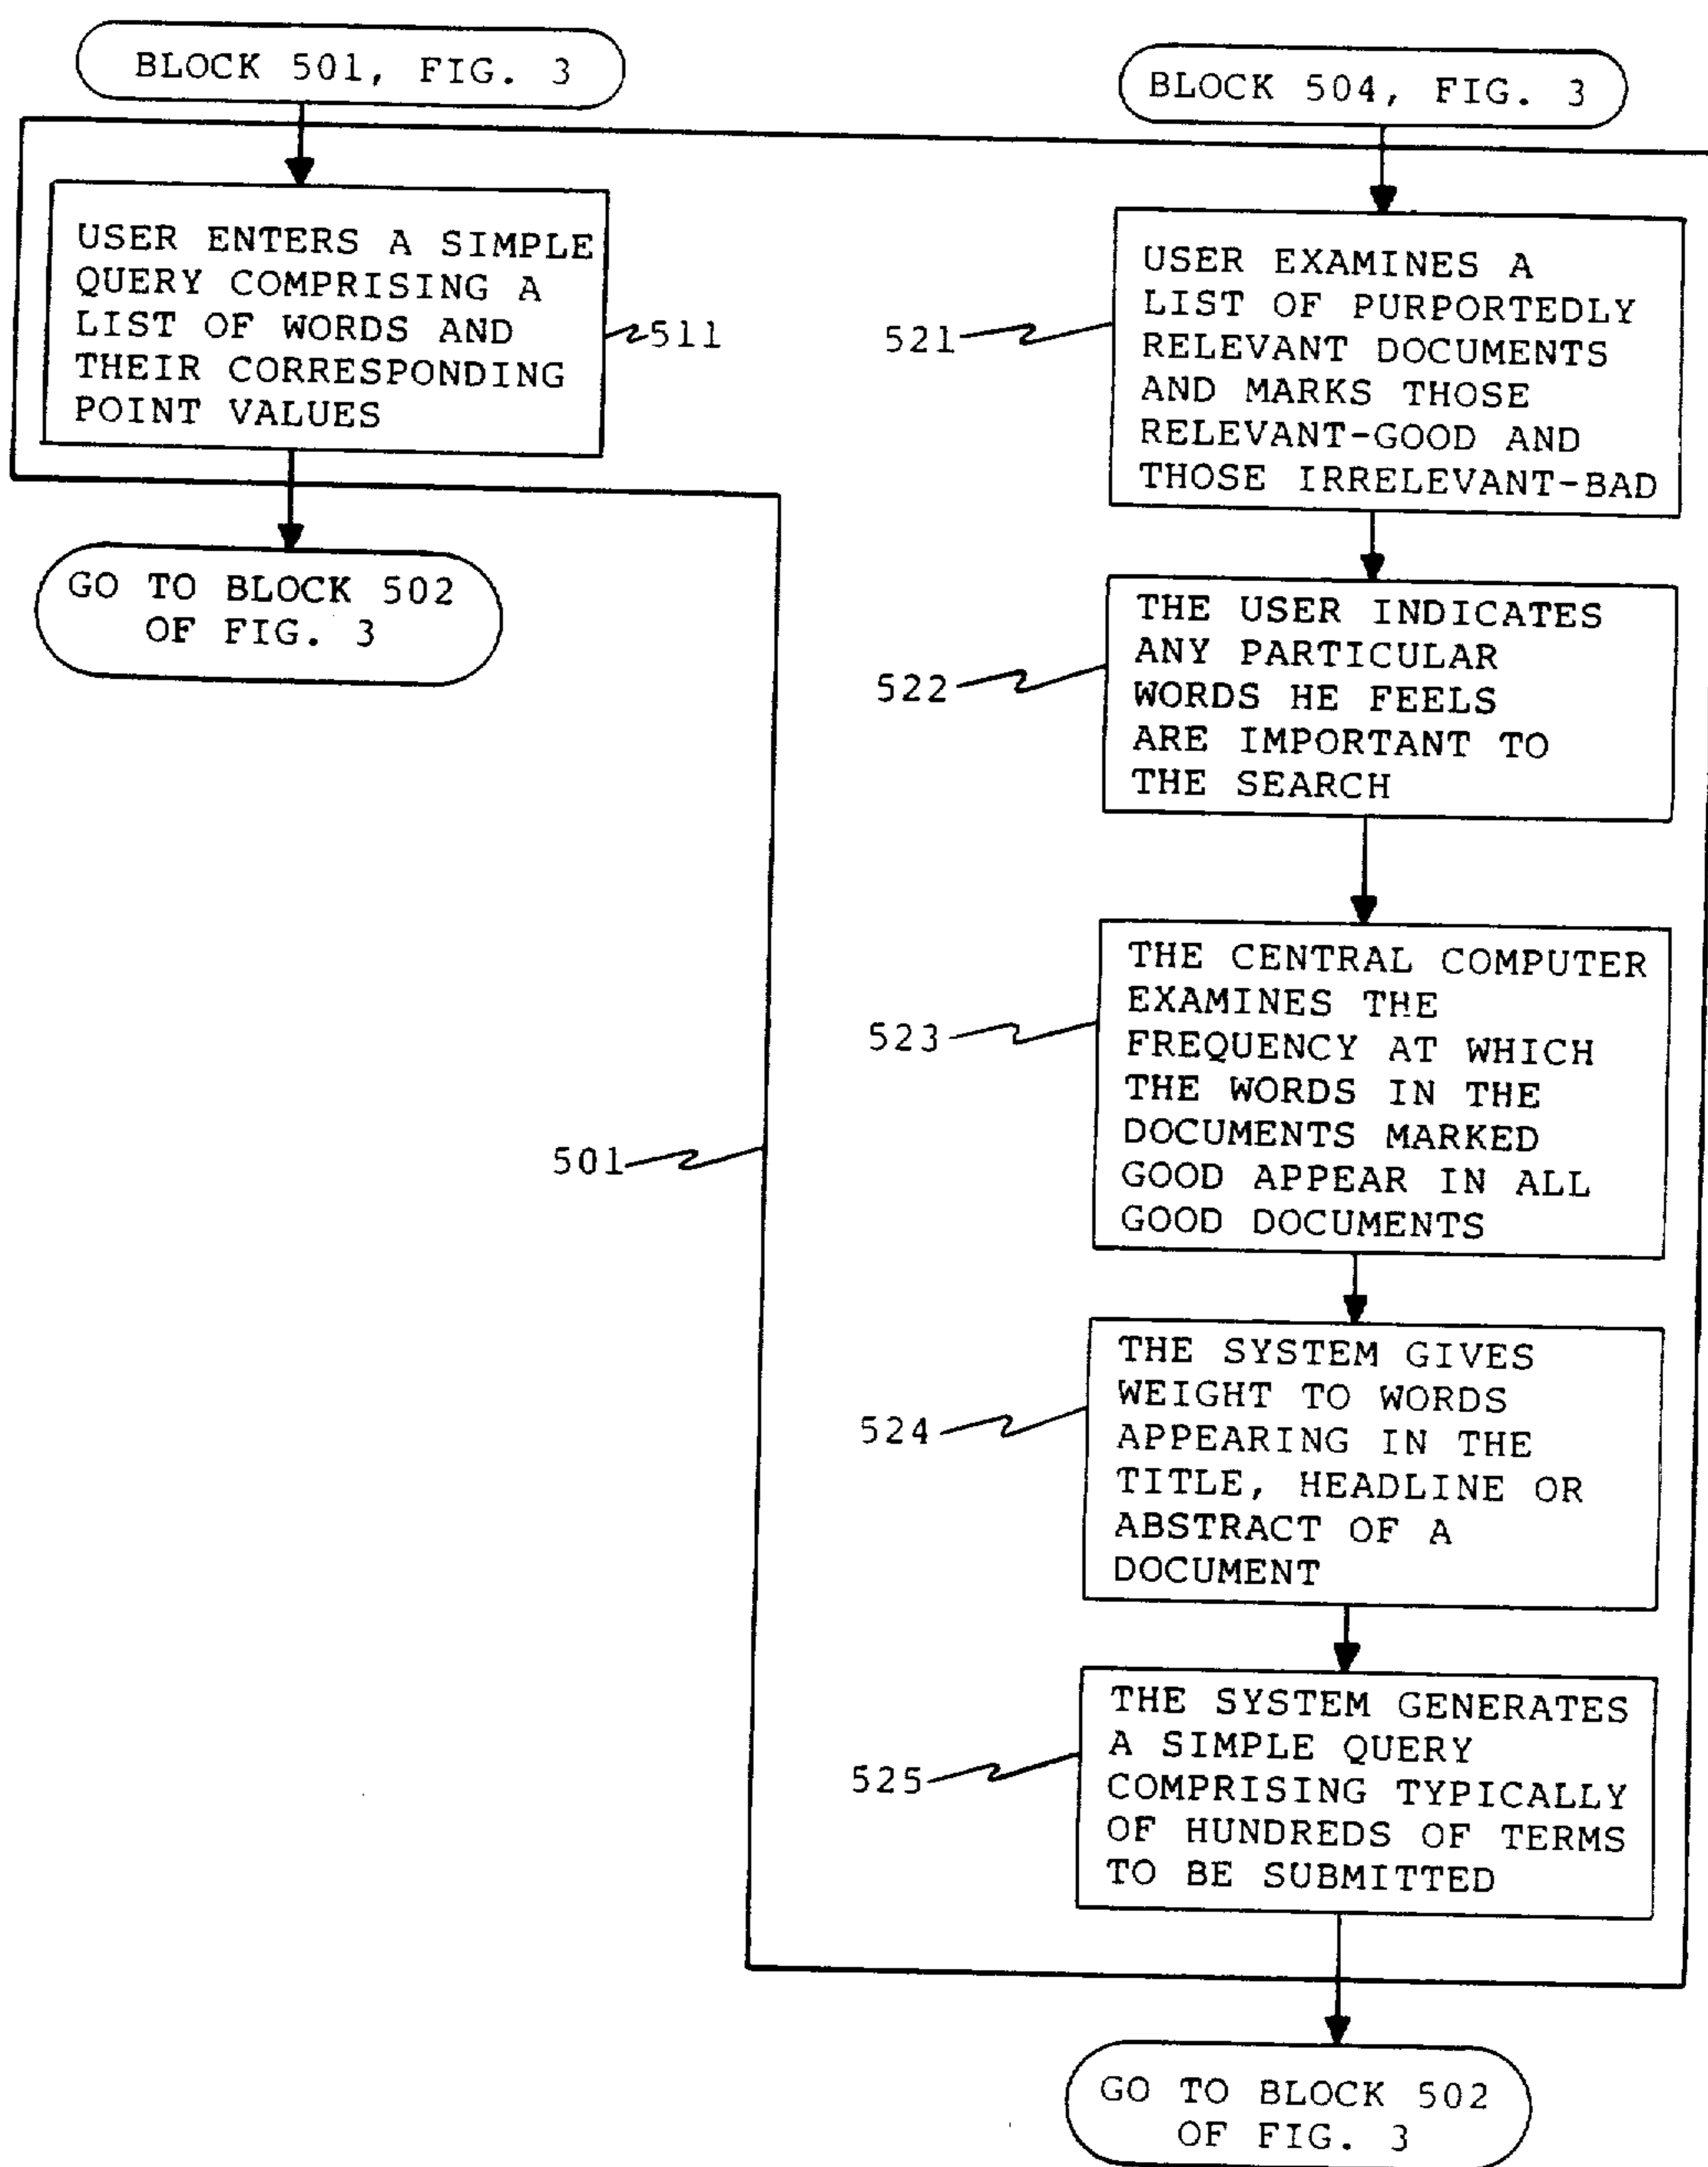 BLOCK 501, FIG. 3
USER ENTERS A SIMPLE
QUERY COMPRISING A
LIST OF WORDS AND
THEIR CORRESPONDING
POINT VALUES
511
GO TO BLOCK 502
OF FIG. 3
501
BLOCK 504, FIG. 3
USER EXAMINES A
LIST OF PURPORTEDLY
RELEVANT DOCUMENTS
AND MARKS THOSE
RELEVANT-GOOD AND
THOSE IRRELEVANT-BAD
521
THE USER INDICATES
ANY PARTICULAR
WORDS HE FEELS
ARE IMPORTANT TO
THE SEARCH
522
THE CENTRAL COMPUTER
EXAMINES THE
FREQUENCY AT WHICH
THE WORDS IN THE
DOCUMENTS MARKED
GOOD APPEAR IN ALL
GOOD DOCUMENTS
523
THE SYSTEM GIVES
WEIGHT TO WORDS
APPEARING IN THE
TITLE, HEADLINE OR
ABSTRACT OF A
DOCUMENT
524
THE SYSTEM GENERATES
A SIMPLE QUERY
COMPRISING TYPICALLY
OF HUNDREDS OF TERMS
TO BE SUBMITTED
525
GO TO BLOCK 502
OF FIG. 3